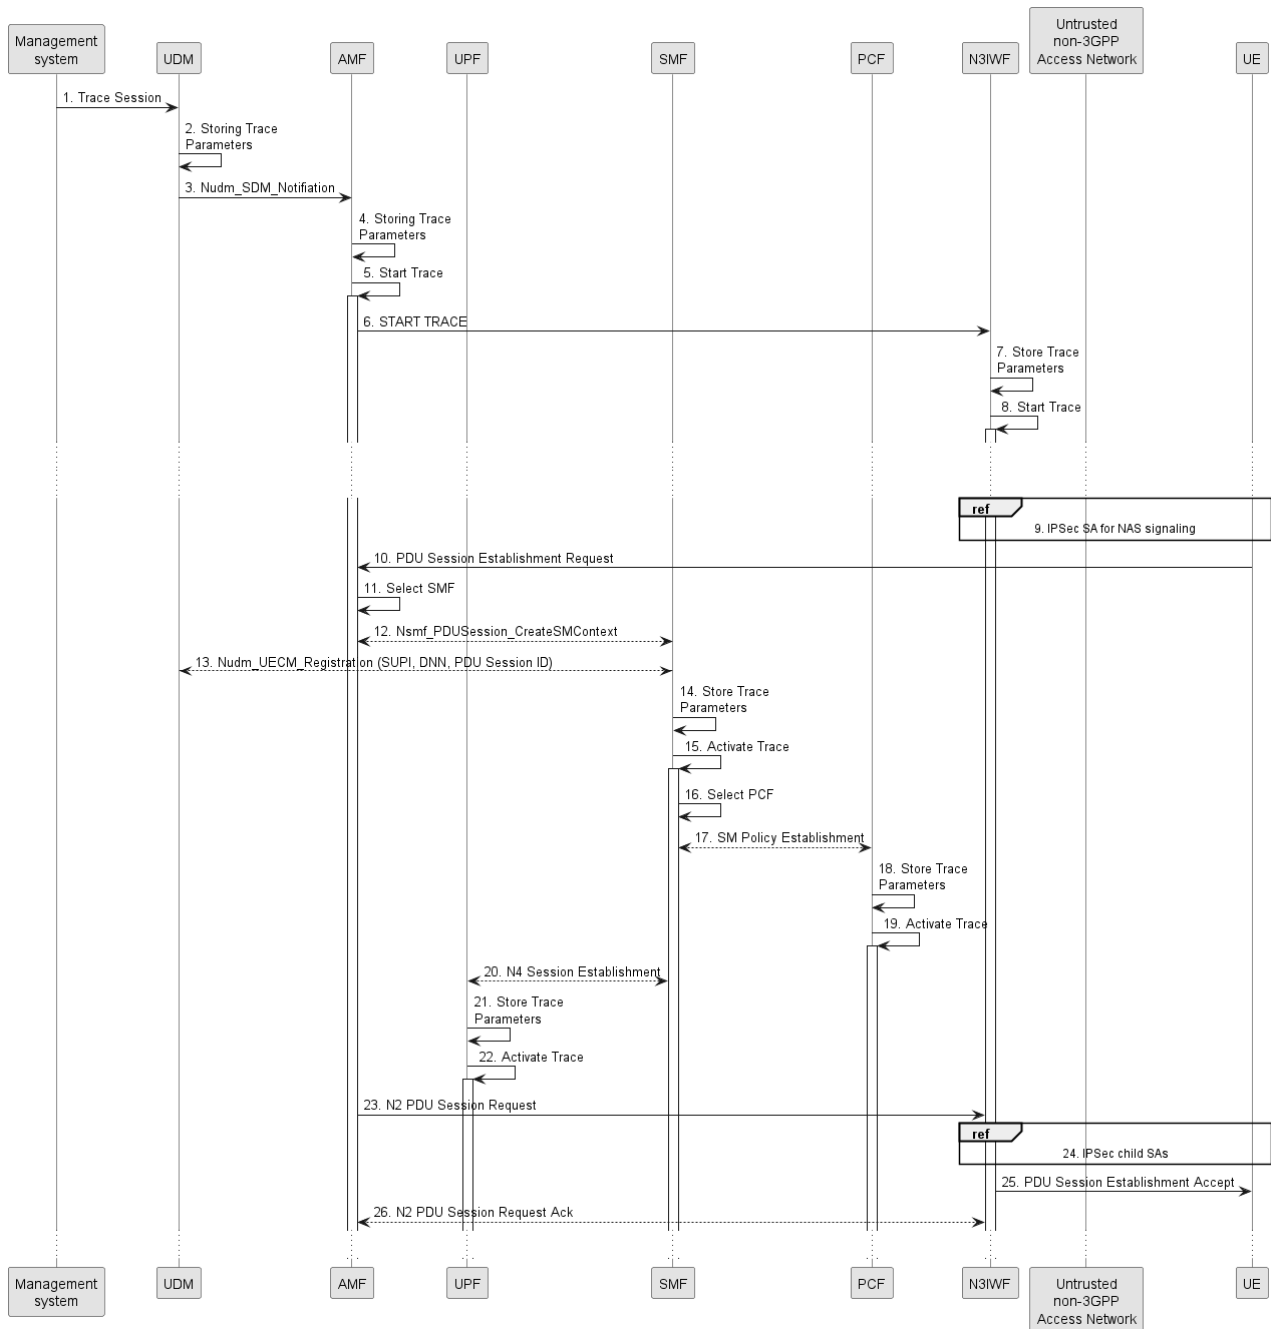 Management
system
UDM
AMF
UPF
SMF
PCF
N3IWF
Untrusted
non-3GPP
Access Network
UE
1. Trace Session
2. Storing Trace
Parameters
3. Nudm_SDM_Notifiation
4. Storing Trace
Parameters
5. Start Trace
6. START TRACE
7. Store Trace
Parameters
8. Start Trace
ref
9. IPSec SA for NAS signaling
10. PDU Session Establishment Request
11. Select SMF
12. Nsmf_PDUSession_CreateSMContext
13. Nudm_UECM_Registration (SUPI, DNN, PDU Session ID)
14. Store Trace
Parameters
15. Activate Trace
16. Select PCF
17. SM Policy Establishment
18. Store Trace
Parameters
19. Activate Trace
20. N4 Session Establishment
21. Store Trace
Parameters
22. Activate Trace
23. N2 PDU Session Request
ref
24. IPSec child SAs
25. PDU Session Establishment Accept
26. N2 PDU Session Request Ack
Management
system
UDM
AMF
UPF
SMF
PCF
N3IWF
Untrusted
non-3GPP
Access Network
UE